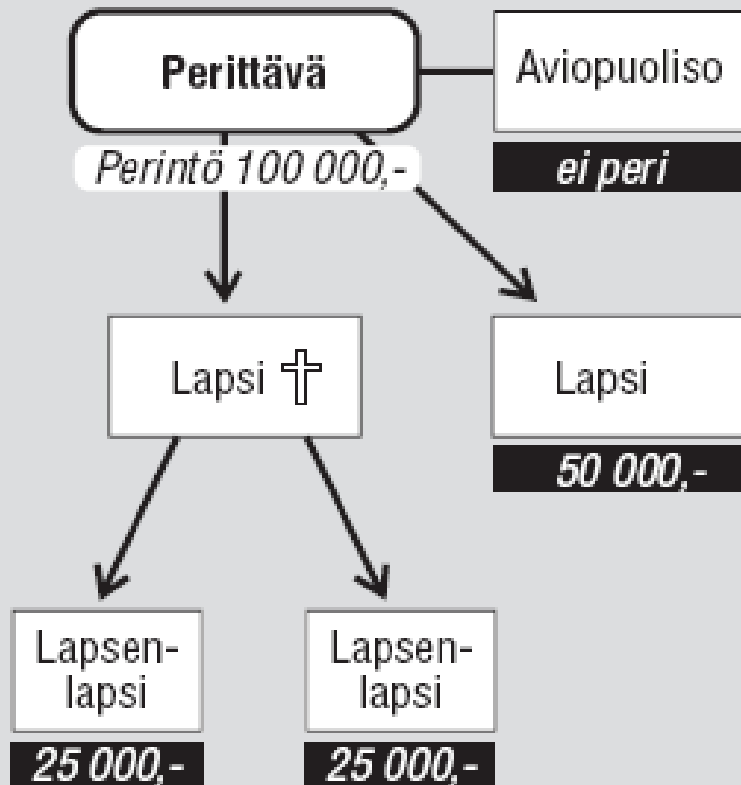 Perittävä
Aviopuoliso
Perintö 100 000,-
ei peri
Lapsi
Lapsi
50 000,-
Lapsen-
lapsi
25 000,-
Lapsen-
lapsi
25 000,-